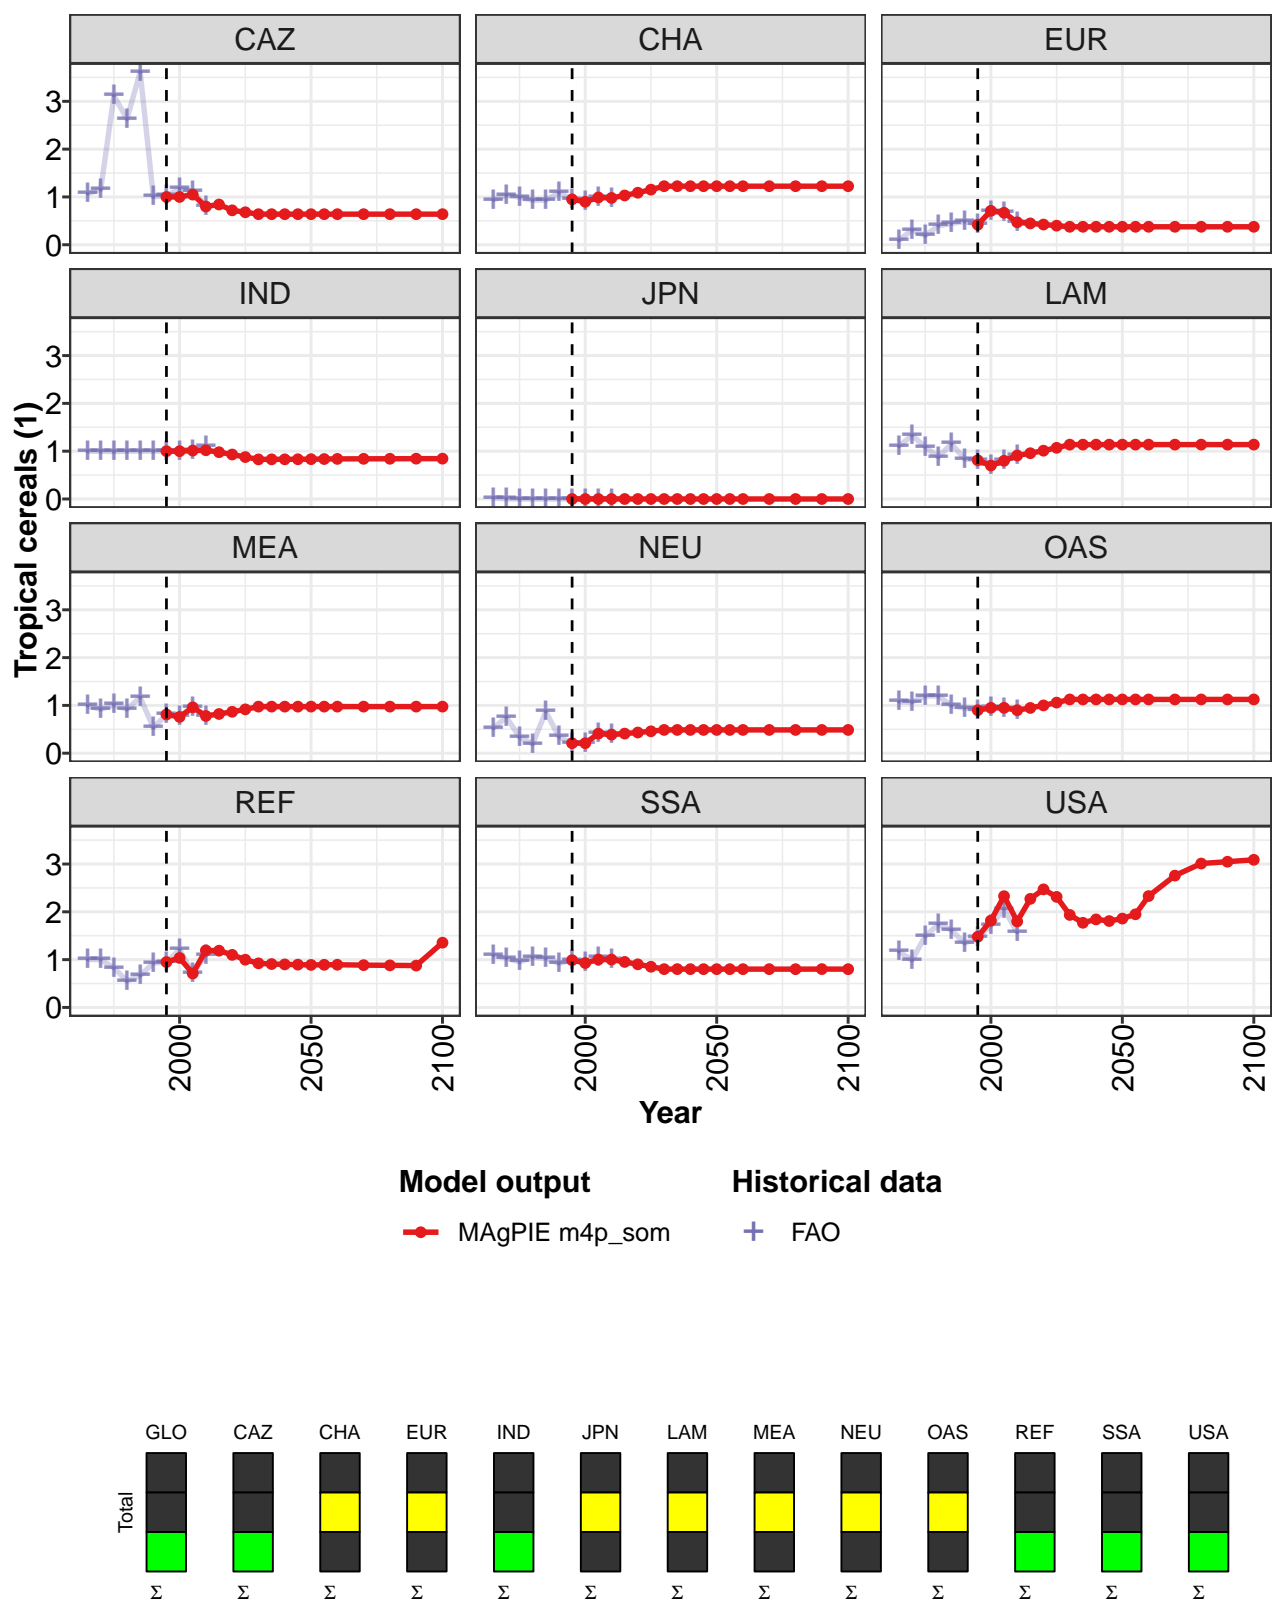 CAZ CHA EUR
3
2
1
0
IND JPN LAM
3
2
1
0
MEA NEU OAS
3
2
1
0
REF SSA USA
3
2
1
0
Tropical cereals (1)
2000 2050 2100 2000 2050 2100 2000 2050 2100
Year
Model output Historical data
MAgPIE m4p_som FAO
GLO CAZ CHA EUR IND JPN LAM MEA NEU OAS REF SSA USA
Total
Σ Σ Σ Σ Σ Σ Σ Σ Σ Σ Σ Σ Σ